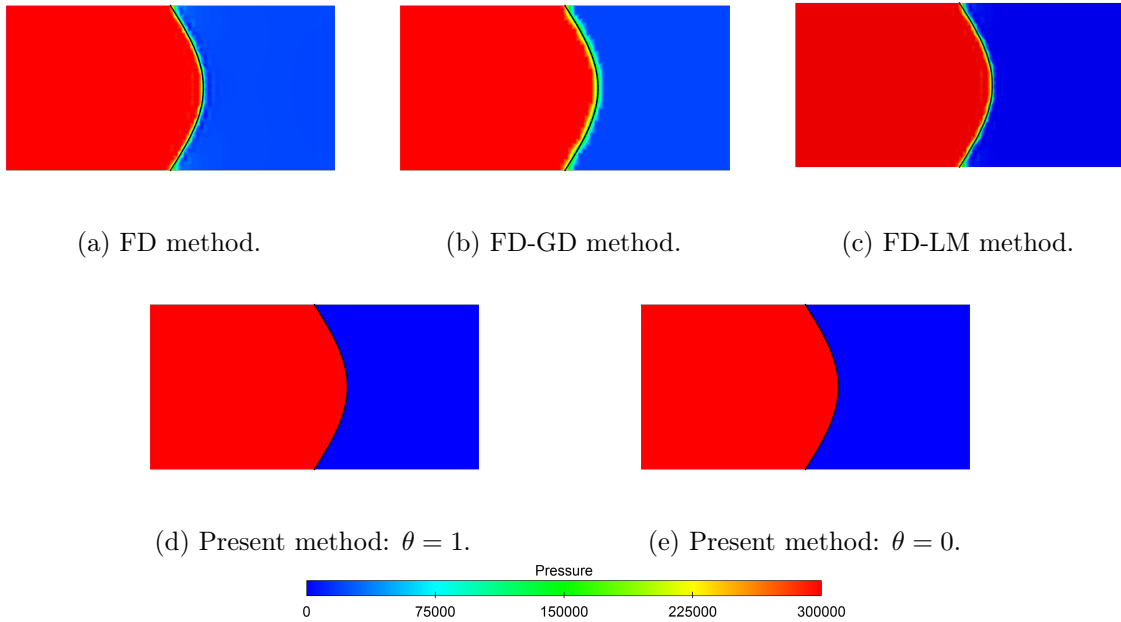 (a) FD method.
(b) FD-GD method.
(c) FD-LM method.
(d) Present method: θ = 1.
(e) Present method: θ = 0.
Pressure
0 75000 150000 225000 300000